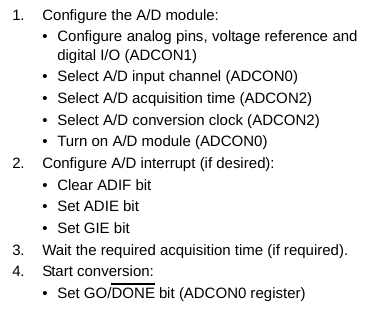 1. Configure the A/D module:
• Configure analog pins, voltage reference and
digital I/O (ADCON1)
• Select A/D input channel (ADCON0)
• Select A/D acquisition time (ADCON2)
• Select A/D conversion clock (ADCON2)
• Turn on A/D module (ADCON0)
2. Configure A/D interrupt (if desired):
• Clear ADIF bit
• Set ADIE bit
• Set GIE bit
3. Wait the required acquisition time (if required).
4. Start conversion:
• Set GO/D̅O̅N̅E̅ bit (ADCON0 register)